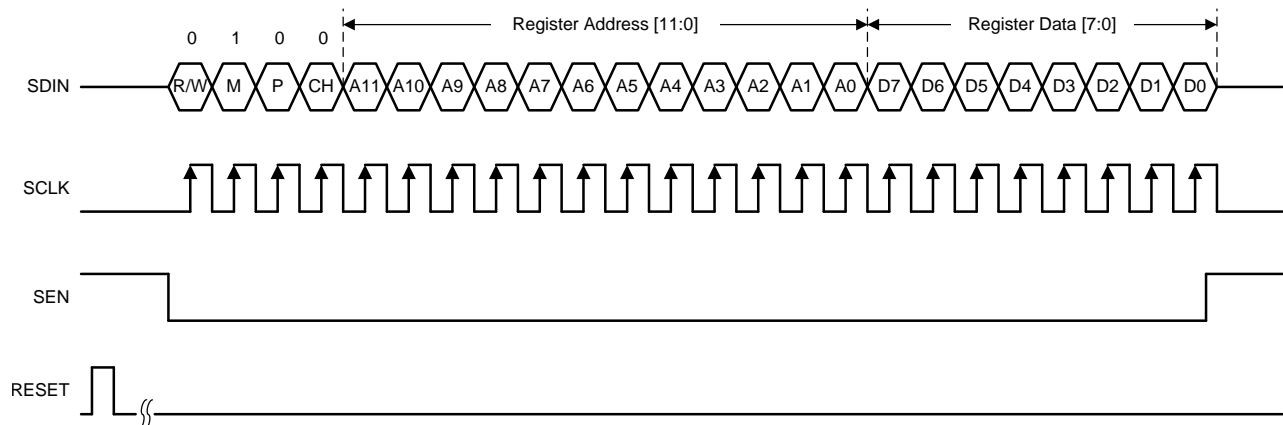 Register Address [11:0] Register Data [7:0]
0 1 0 0
SDIN R/W M P CH A11 A10 A9 A8 A7 A6 A5 A4 A3 A2 A1 A0 D7 D6 D5 D4 D3 D2 D1 D0
SCLK
SEN
RESET